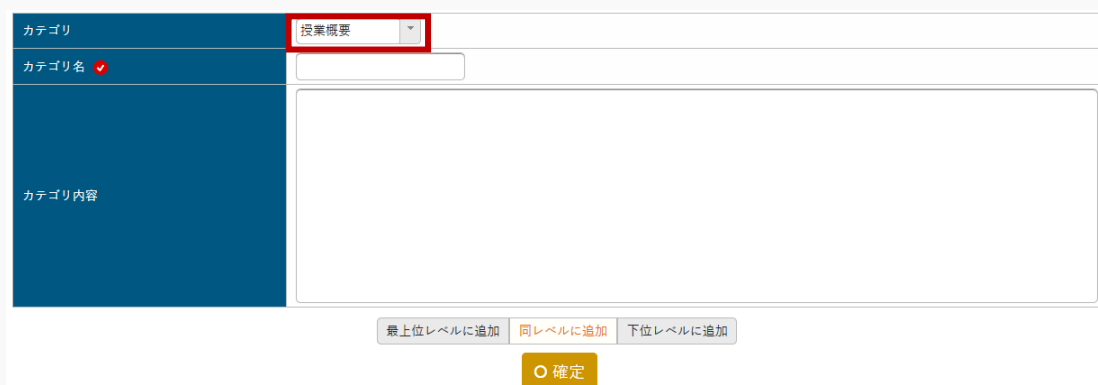 カテゴリ 授業概要
カテゴリ名
カテゴリ内容
最上位レベルに追加 同レベルに追加 下位レベルに追加
確定